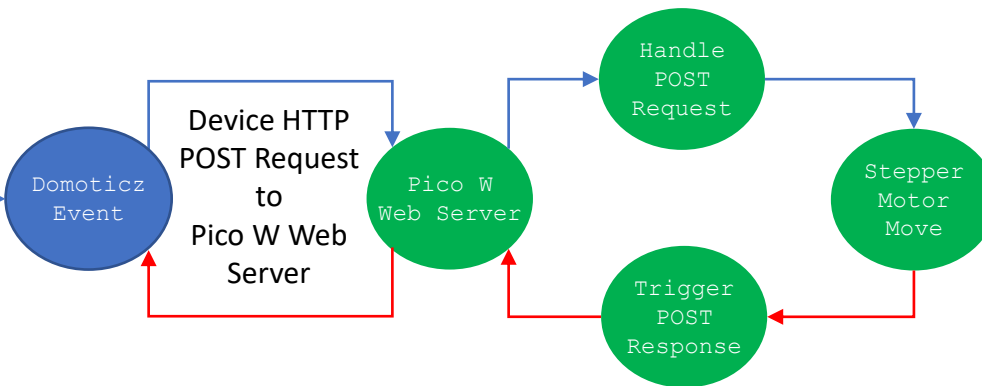 Domoticz
Event
Device HTTP
POST Request
to
Pico W Web
Server
Pico W
Web Server
Handle
POST
Request
Stepper
Motor
Move
Trigger
POST
Response